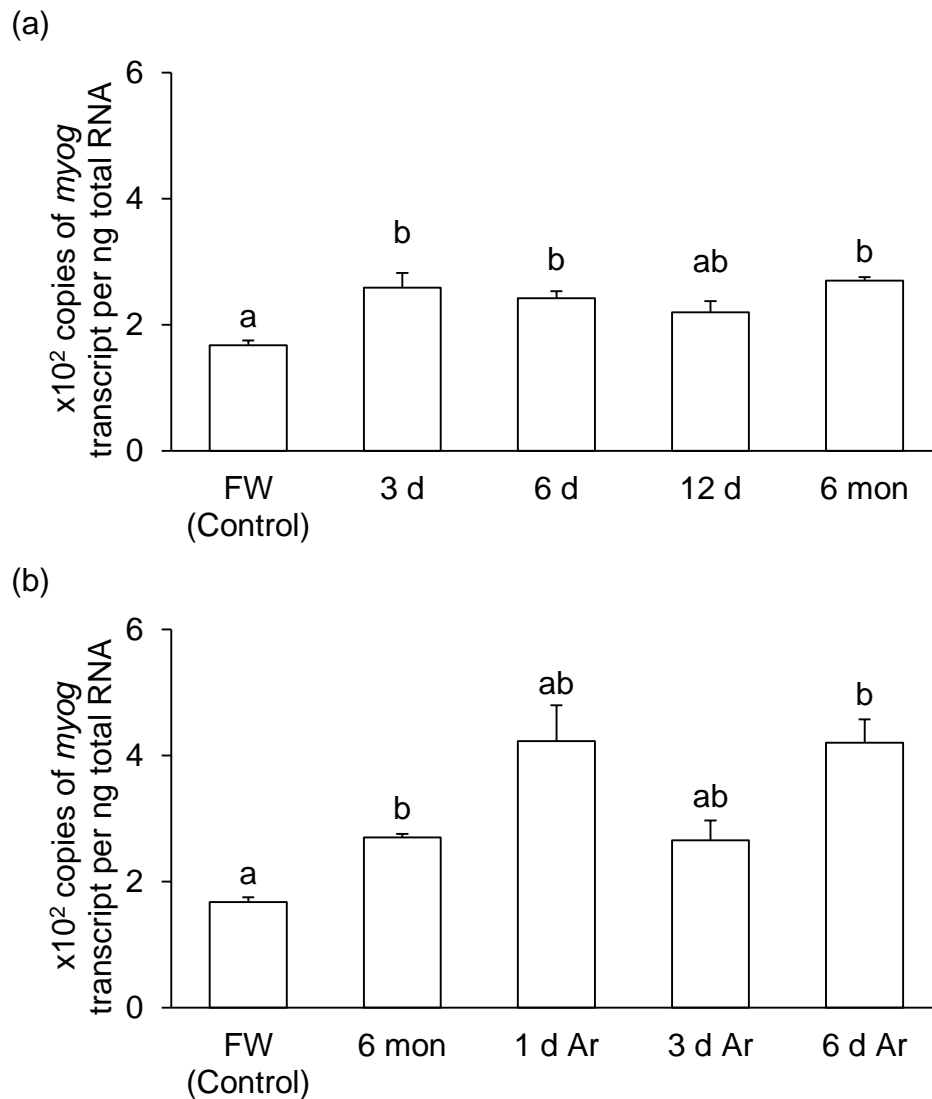 (a)
x10² copies of myog
transcript per ng total RNA
6
4
2
0
a
b
b
ab
b
FW
(Control)
3 d
6 d
12 d
6 mon
(b)
x10² copies of myog
transcript per ng total RNA
6
4
2
0
a
b
ab
ab
b
FW
(Control)
6 mon
1 d Ar
3 d Ar
6 d Ar